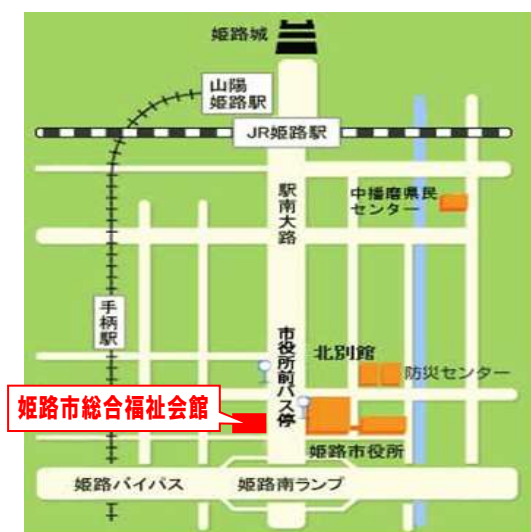 姫路城
山陽
姫路駅
JR姫路駅
駅南大路
中播磨県民
センター
手柄駅
市役所前バス停
北別館
防災センター
姫路市総合福祉会館
姫路市役所
姫路バイパス
姫路南ランプ